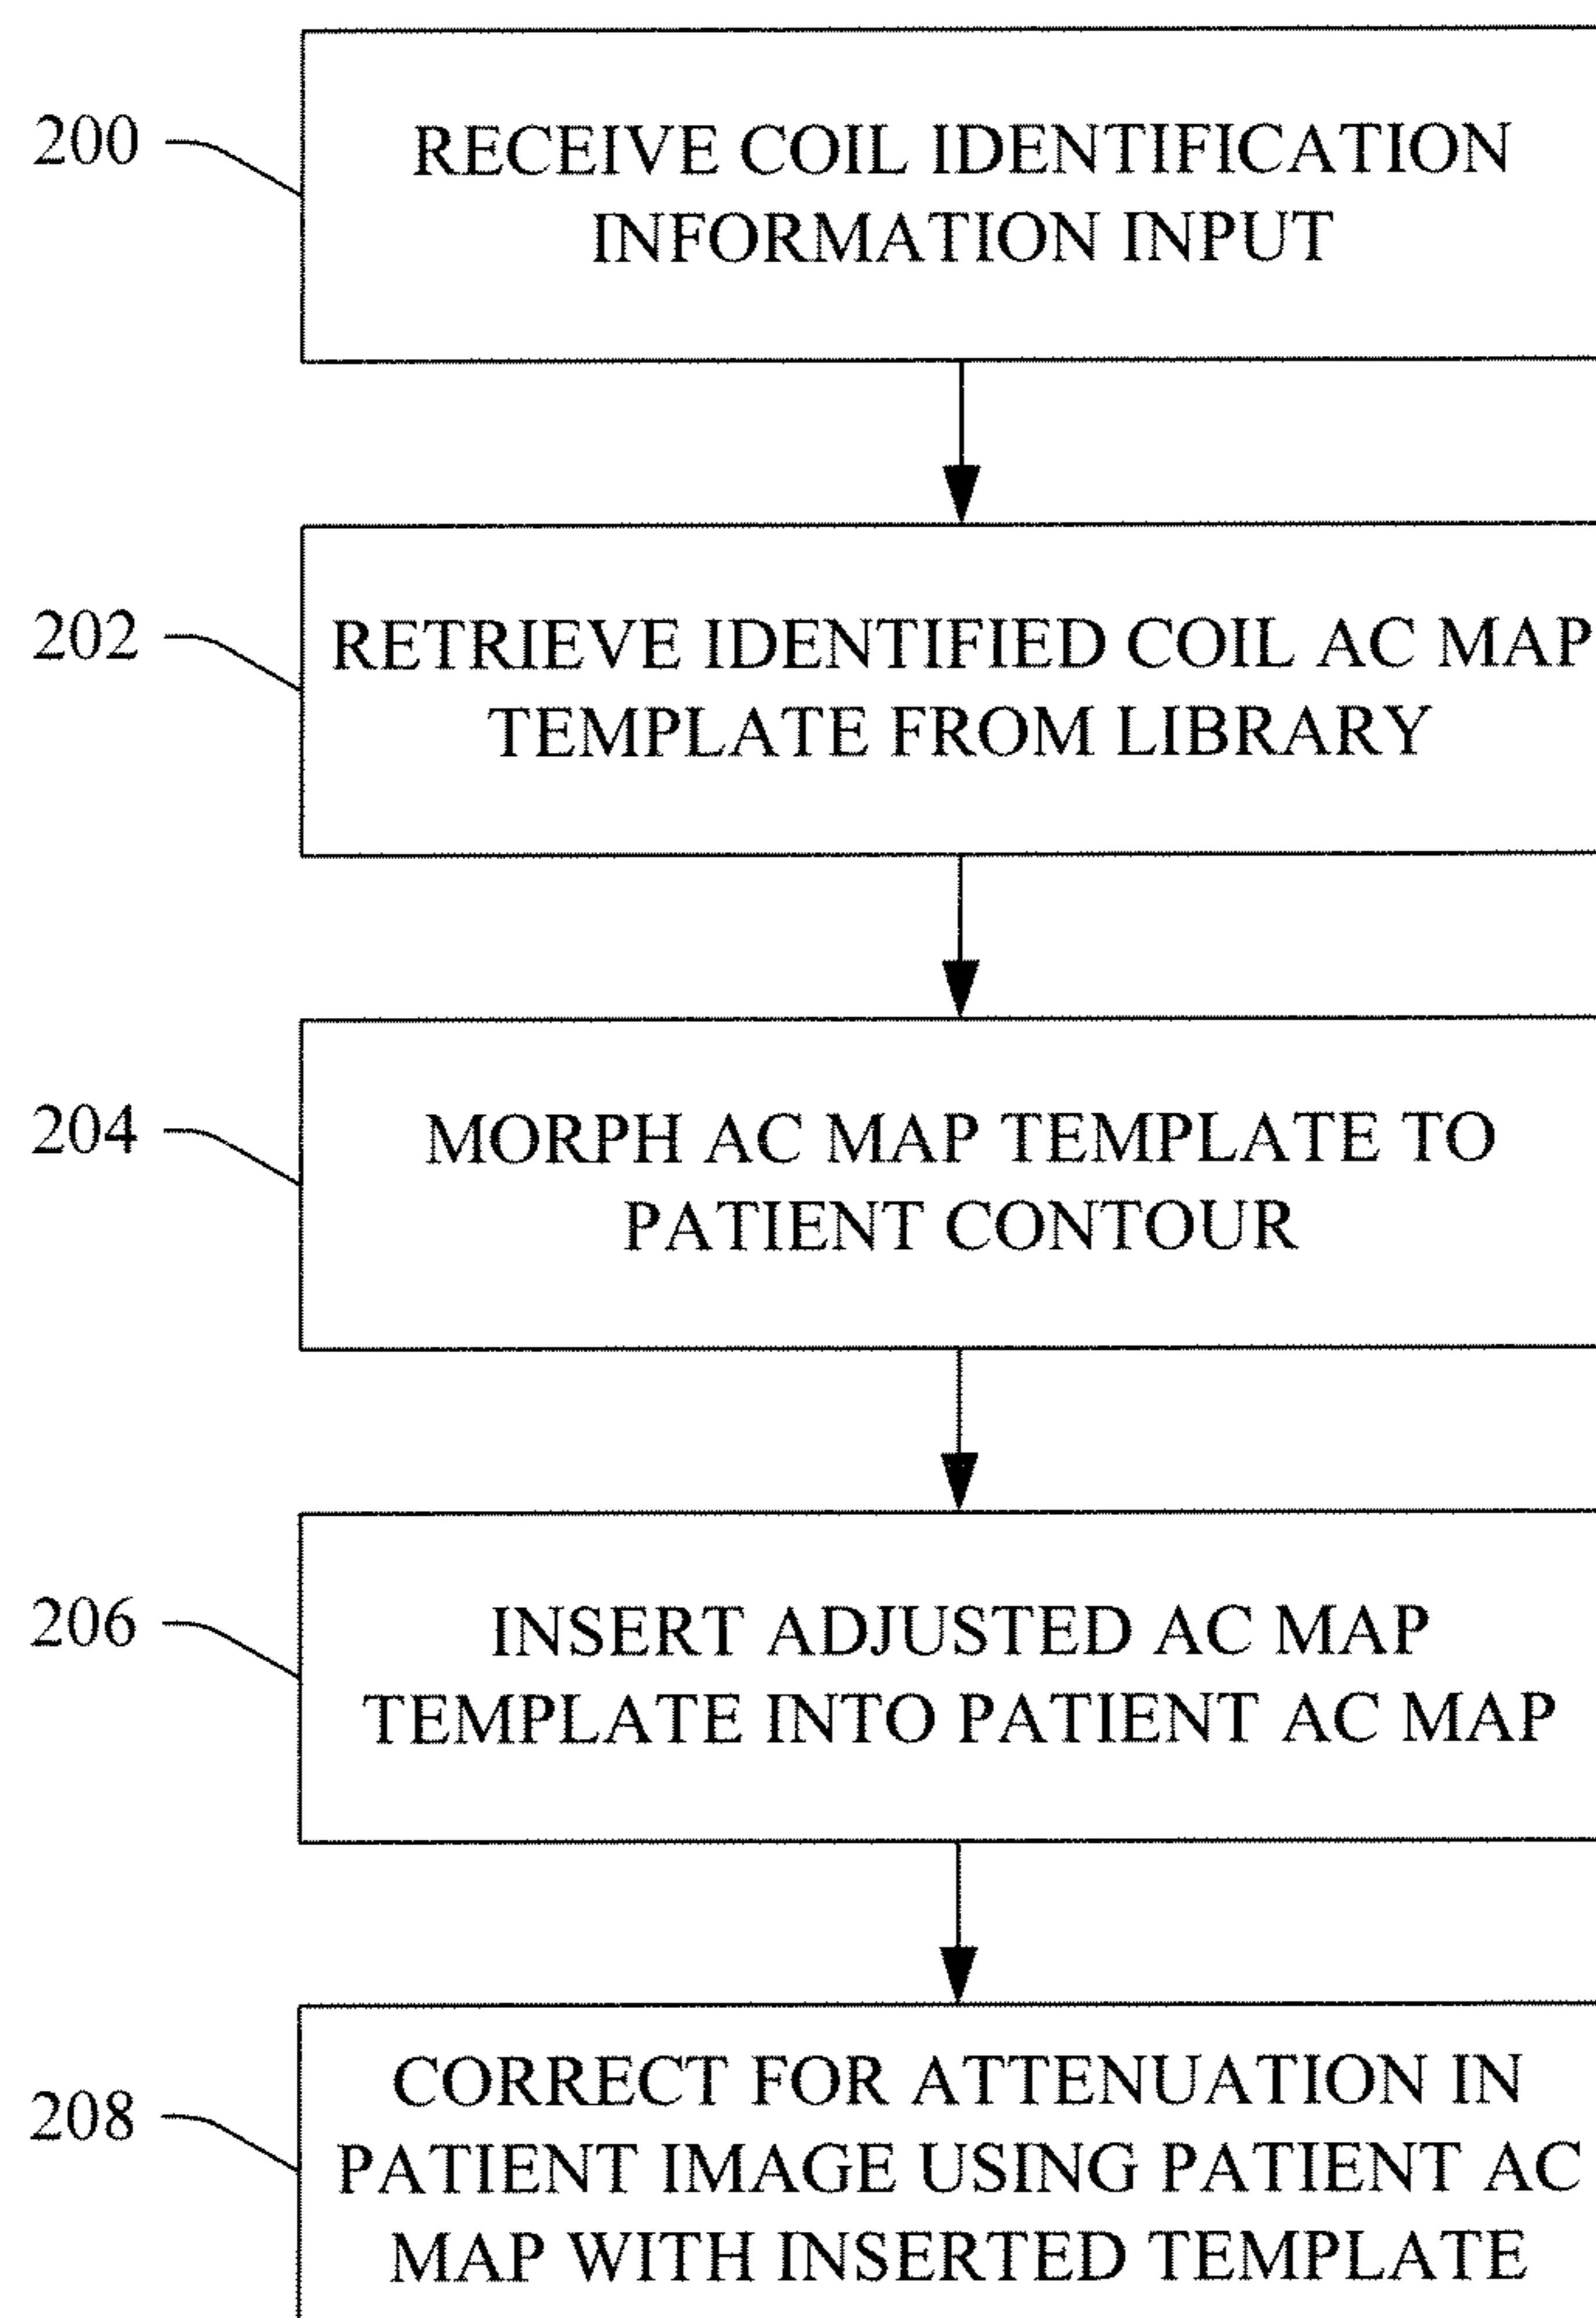 200
RECEIVE COIL IDENTIFICATION
INFORMATION INPUT
202
RETRIEVE IDENTIFIED COIL AC MAP
TEMPLATE FROM LIBRARY
204
MORPH AC MAP TEMPLATE TO
PATIENT CONTOUR
206
INSERT ADJUSTED AC MAP
TEMPLATE INTO PATIENT AC MAP
208
CORRECT FOR ATTENUATION IN
PATIENT IMAGE USING PATIENT AC
MAP WITH INSERTED TEMPLATE